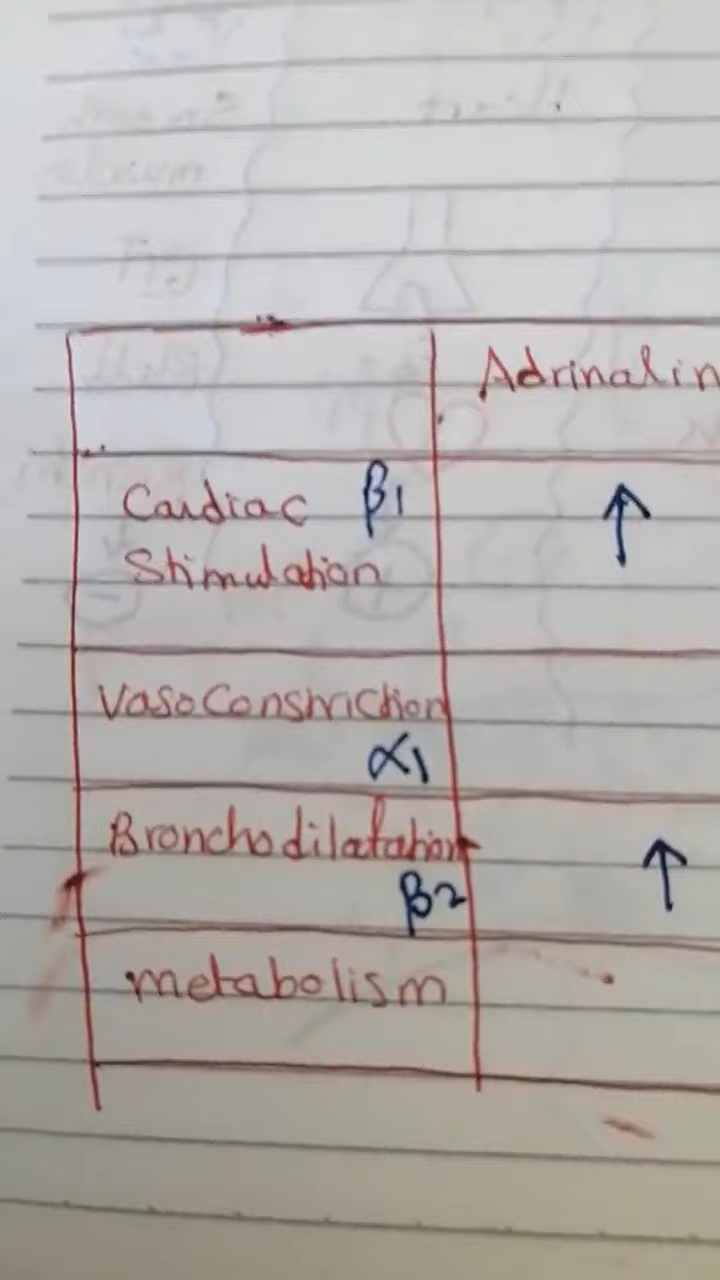 Adrinalin
Cardiac β1 ↑
Stimulation
VasoConstriction
α1
Bronchodilatation ↑
β2
metabolism